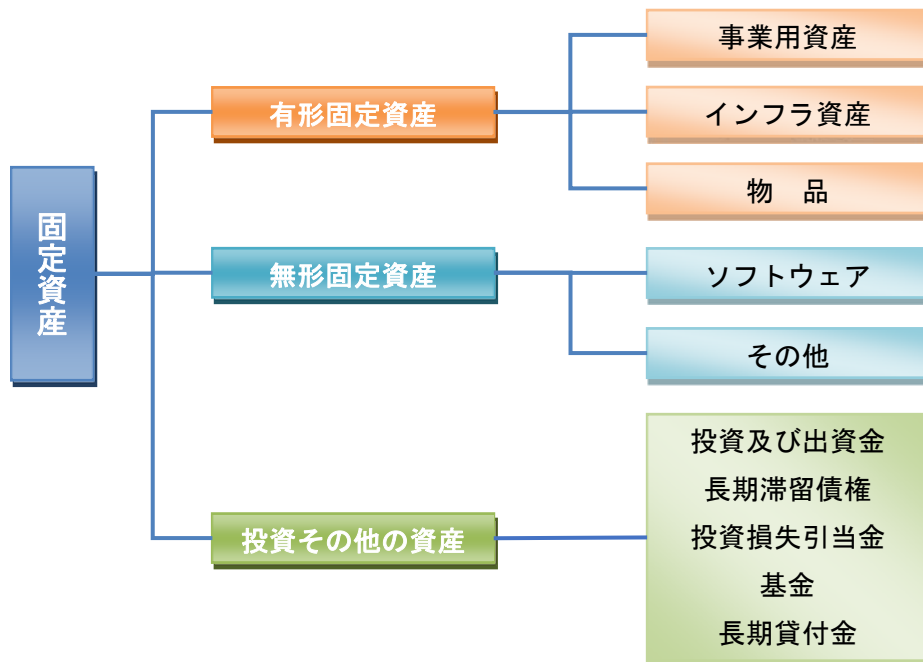 固定資産
有形固定資産
事業用資産
インフラ資産
物　品
無形固定資産
ソフトウェア
その他
投資その他の資産
投資及び出資金
長期滞留債権
投資損失引当金
基金
長期貸付金